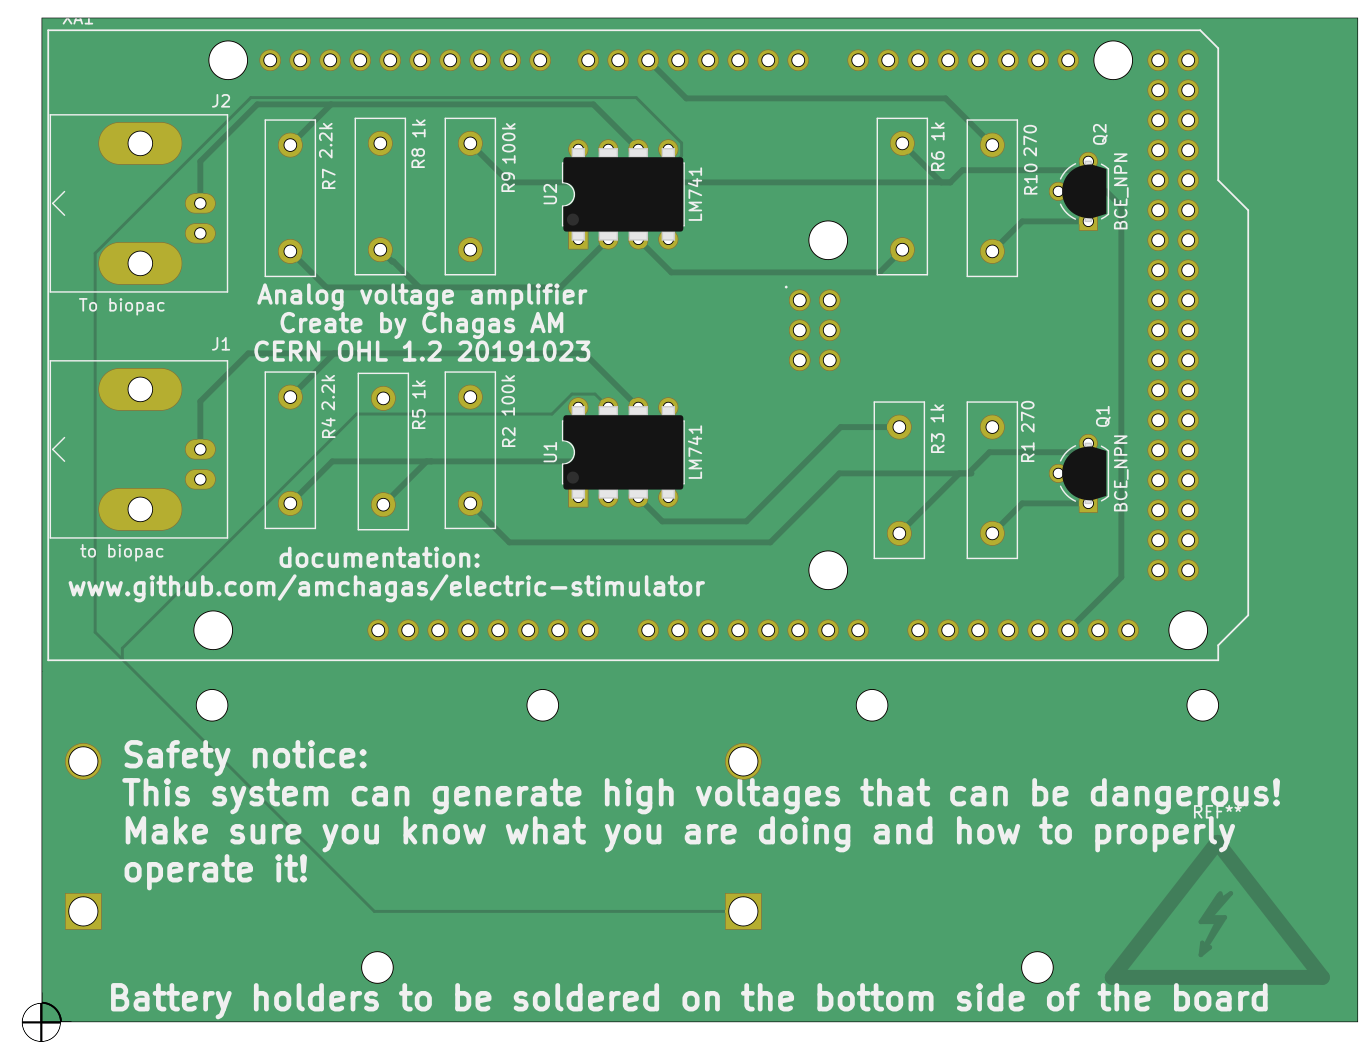 XA1
J2
R7 2.2k
R8 1k
R9 100k
U2
LM741
R6 1k
R10 270
Q2
BCE_NPN
To biopac
Analog voltage amplifier
Create by Chagas AM
CERN OHL 1.2 20191023
J1
R4 2.2k
R5 1k
R2 100k
U1
LM741
R3 1k
R1 270
Q1
BCE_NPN
to biopac
documentation:
www.github.com/amchagas/electric-stimulator
Safety notice:
This system can generate high voltages that can be dangerous!
REF**
Make sure you know what you are doing and how to properly
operate it!
Battery holders to be soldered on the bottom side of the board